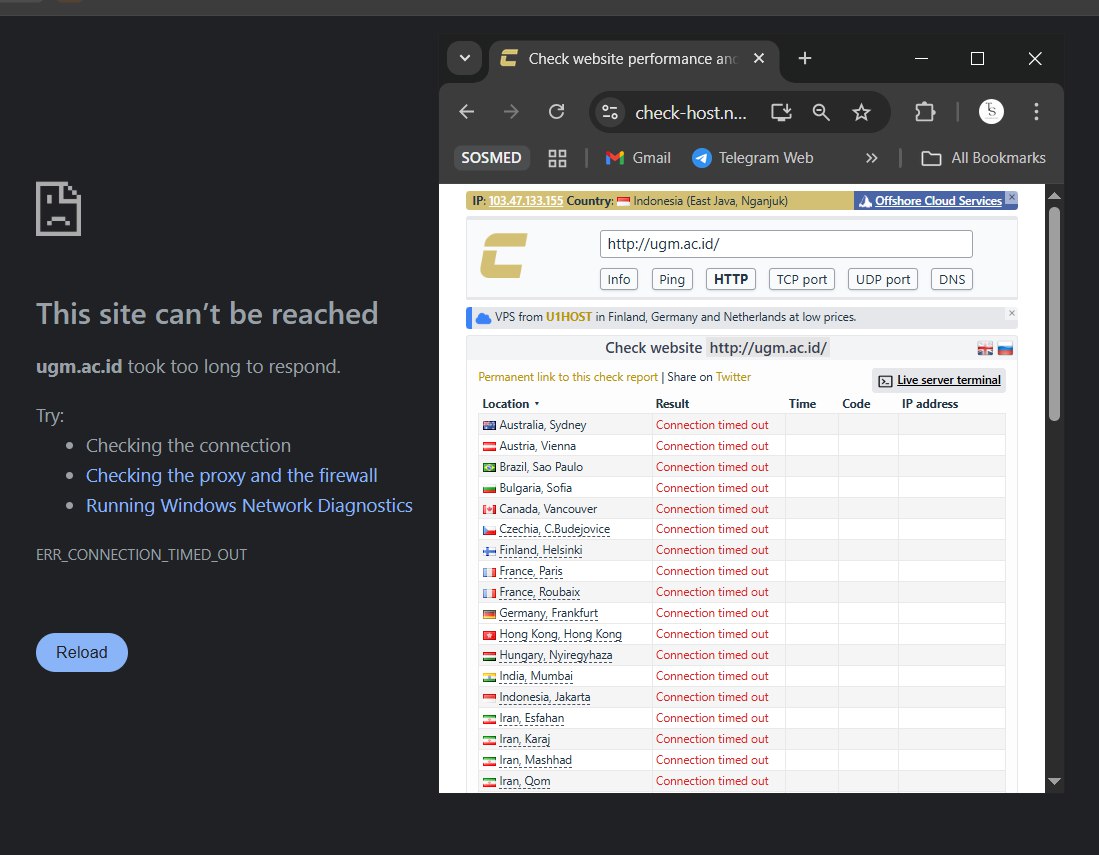 This site can’t be reached
ugm.ac.id took too long to respond.
Try:
Checking the connection
Checking the proxy and the firewall
Running Windows Network Diagnostics
ERR_CONNECTION_TIMED_OUT
Reload
Check website performance and
check-host.n...
SOSMED
Gmail
Telegram Web
All Bookmarks
IP: 103.47.133.155 Country: Indonesia (East Java, Nganjuk)
Offshore Cloud Services
http://ugm.ac.id/
Info Ping HTTP TCP port UDP port DNS
VPS from U1HOST in Finland, Germany and Netherlands at low prices.
Check website http://ugm.ac.id/
Permanent link to this check report | Share on Twitter
Live server terminal
Location Result Time Code IP address
Australia, Sydney Connection timed out
Austria, Vienna Connection timed out
Brazil, Sao Paulo Connection timed out
Bulgaria, Sofia Connection timed out
Canada, Vancouver Connection timed out
Czechia, C.Budejovice Connection timed out
Finland, Helsinki Connection timed out
France, Paris Connection timed out
France, Roubaix Connection timed out
Germany, Frankfurt Connection timed out
Hong Kong, Hong Kong Connection timed out
Hungary, Nyiregyhaza Connection timed out
India, Mumbai Connection timed out
Indonesia, Jakarta Connection timed out
Iran, Esfahan Connection timed out
Iran, Karaj Connection timed out
Iran, Mashhad Connection timed out
Iran, Qom Connection timed out